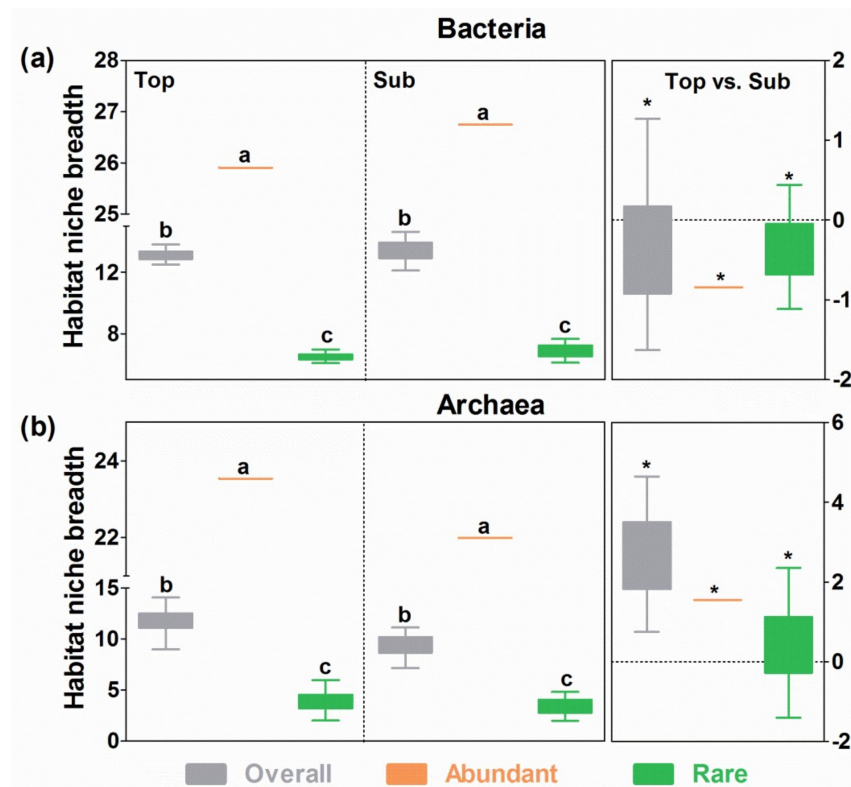 Bacteria
(a)
Habitat niche breadth
28
27
26
25
12
8
Top
Sub
Top vs. Sub
a
b
c
a
b
c
*
*
*
2
1
0
-1
-2
Archaea
(b)
Habitat niche breadth
24
22
15
10
5
0
a
b
c
a
b
c
*
*
*
6
4
2
0
-2
Overall Abundant Rare